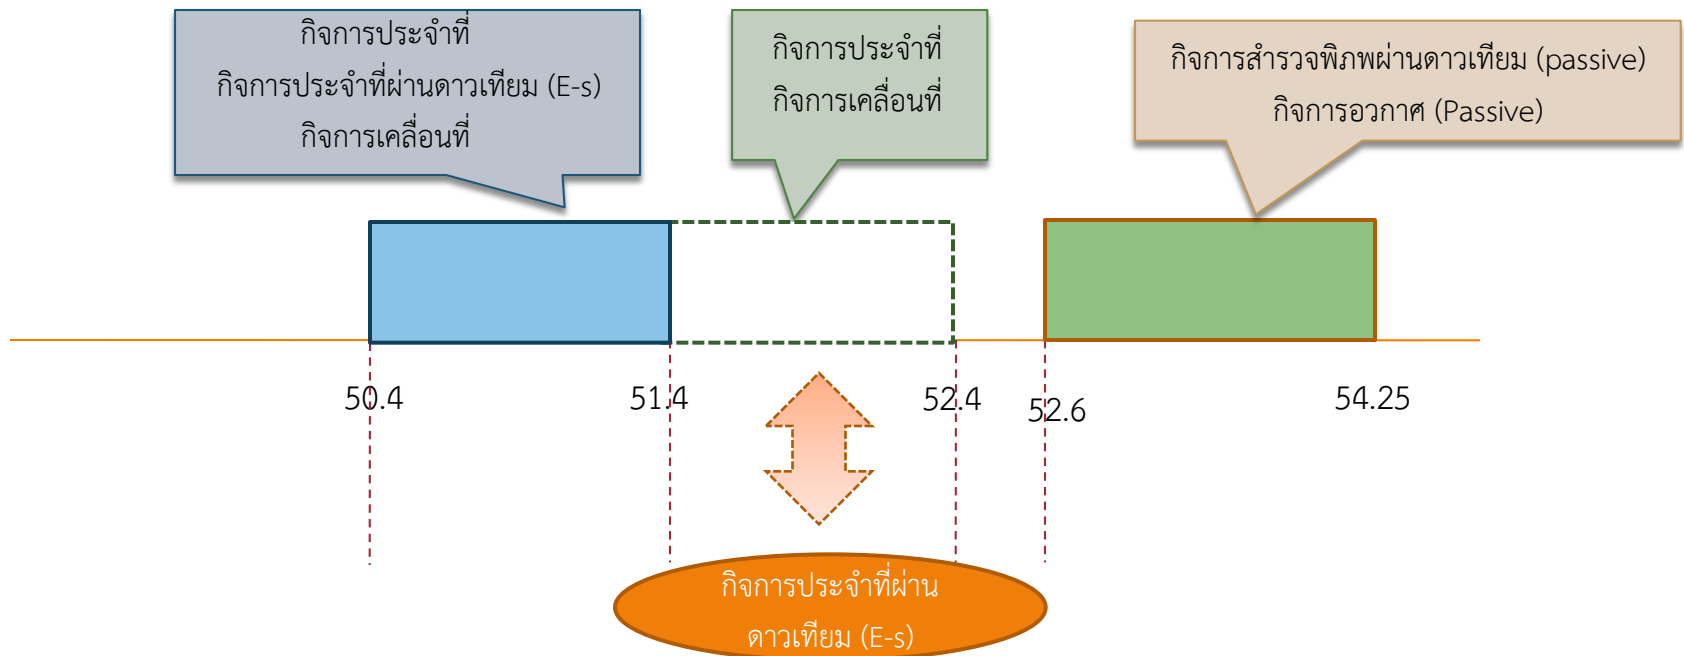 กิจการประจำที่
กิจการประจำที่ผ่านดาวเทียม (E-s)
กิจการเคลื่อนที่
กิจการประจำที่
กิจการเคลื่อนที่
กิจการสำรวจพิภพผ่านดาวเทียม (passive)
กิจการอวกาศ (Passive)
50.4
51.4
52.4
52.6
54.25
กิจการประจำที่ผ่าน
ดาวเทียม (E-s)